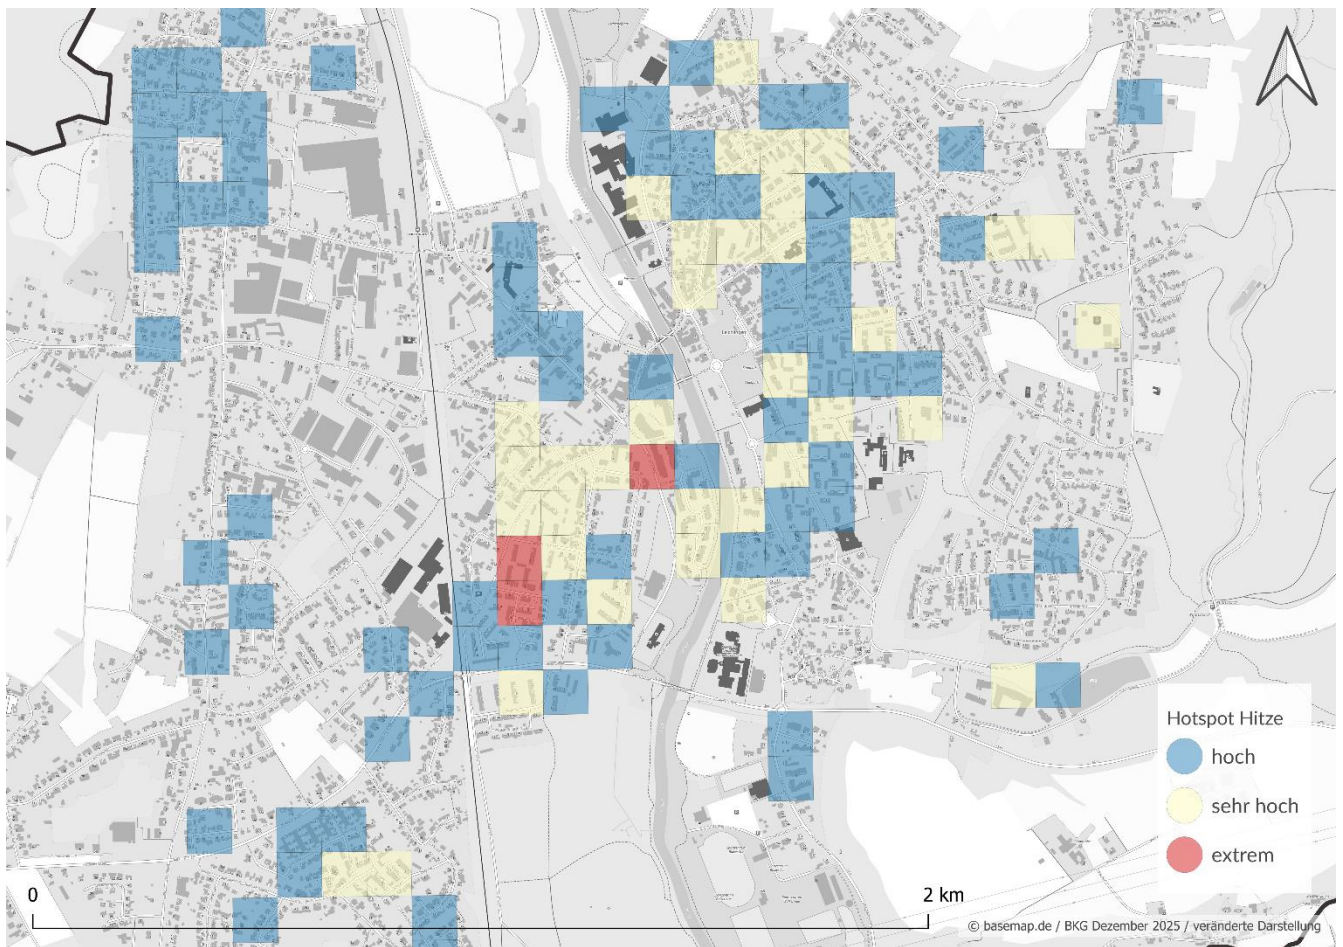 Hotspot Hitze
hoch
sehr hoch
extrem
0
2 km
© basemap.de / BKG Dezember 2025 / veränderte Darstellung